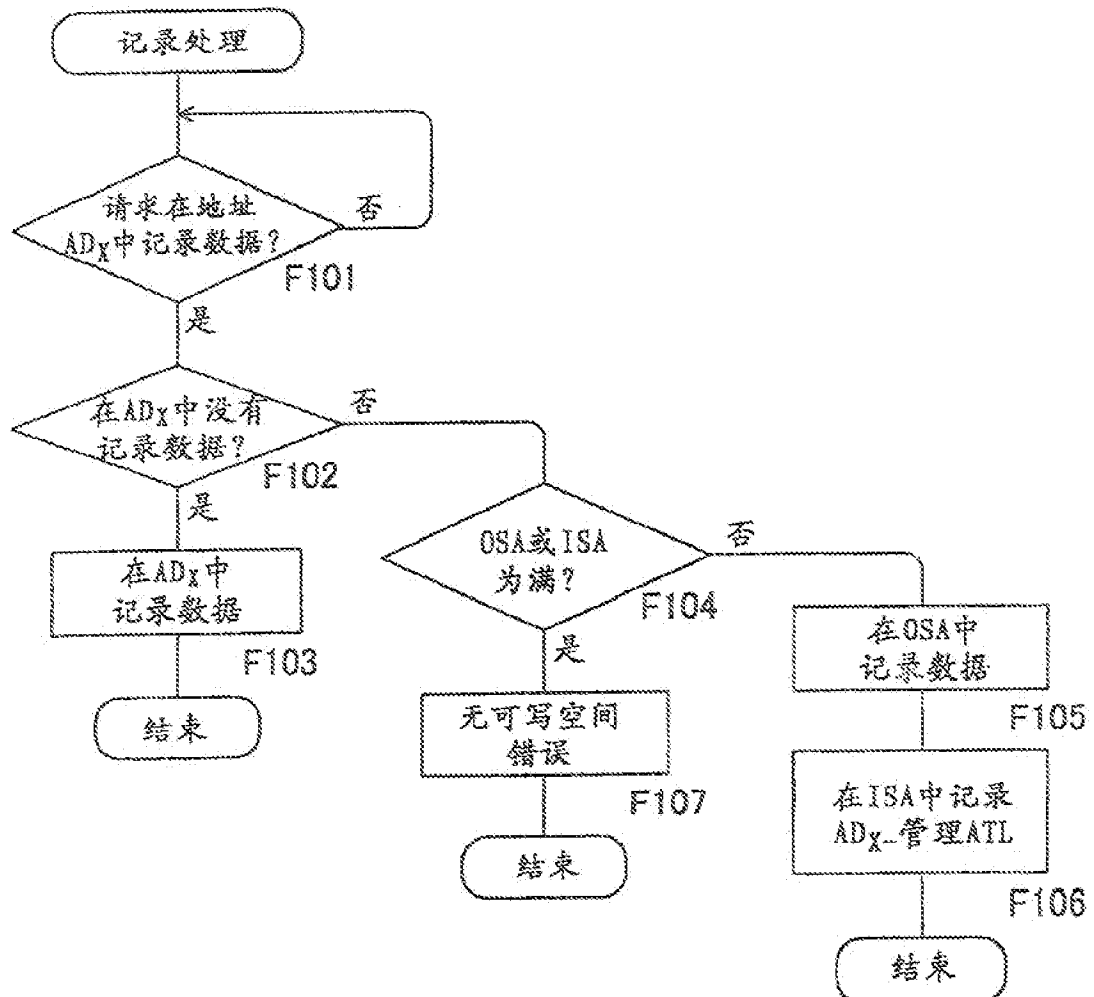 记录处理
请求在地址
ADX中记录数据?
否
F101
是
在ADX中没有
记录数据?
否
F102
是
在ADX中
记录数据
F103
结束
OSA或ISA
为满?
否
F104
是
无可写空间
错误
F107
结束
在OSA中
记录数据
F105
在ISA中记录
ADX_管理ATL
F106
结束